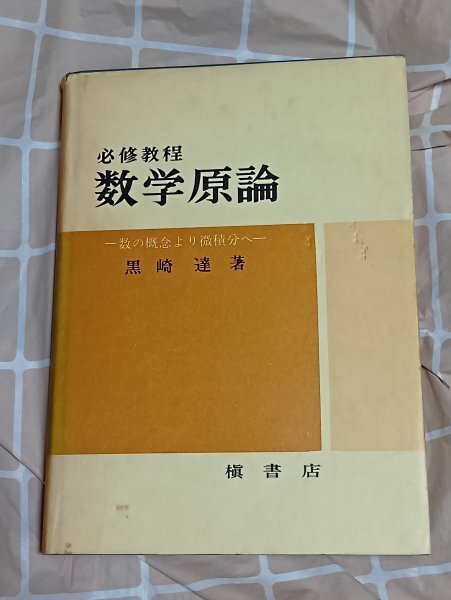 必修教程
数学原論
—数の概念より微積分へ—
黒崎達著
槇書店